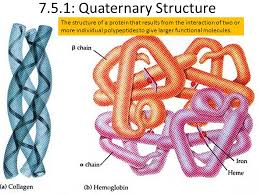 7.5.1: Quaternary Structure
The structure of a protein that results from the interaction of two or
more individual polypeptides to give larger functional molecules.
β chain
Iron
Heme
α chain
(a) Collagen
(b) Hemoglobin